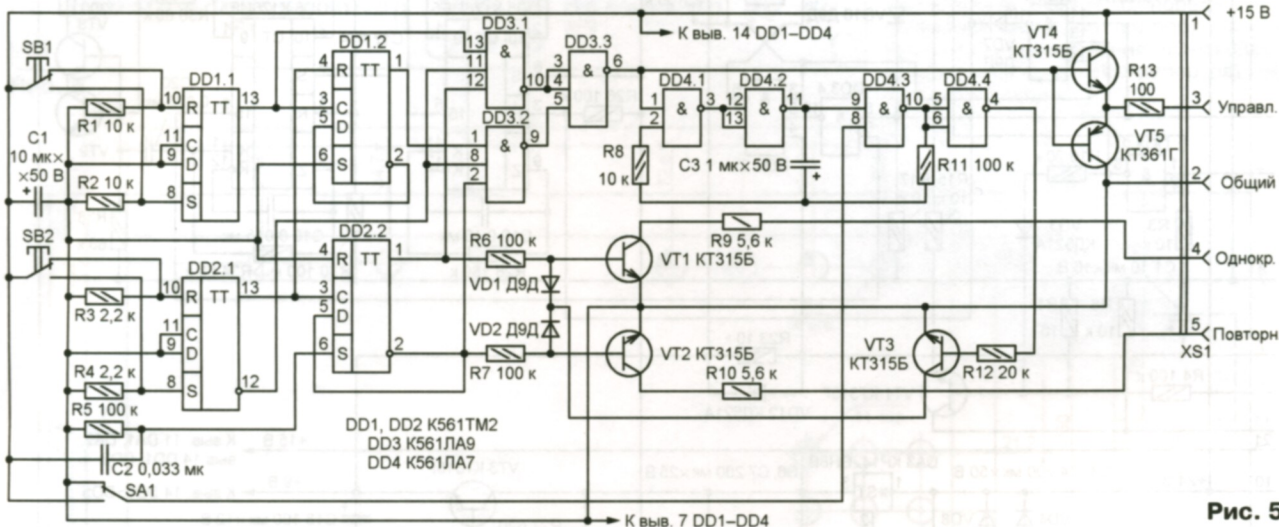 К выв. 14 DD1–DD4
+15 В
1
SB1
R1 10 к
C1
10 мк×
×50 В
+
R2 10 к
SB2
R3 2,2 к
R4 2,2 к
R5 100 к
C2 0,033 мк
SA1
DD1.1
10 R TT 13
11 C
9 D
8 S
DD2.1
10 R TT 13
11 C
9 D
8 S 12
DD1.2
4 R TT 1
3 C
5 D
6 S 2
DD2.2
4 R TT 1
3 C
5 D
6 S 2
DD3.1
13 &
11
12 10
DD3.2
1 &
8 9
2
DD3.3
3 & 6
4
5
DD4.1
1 & 3
2
DD4.2
12 & 11
13
DD4.3
9 & 10
8
DD4.4
5 & 4
6
R8
10 к
C3 1 мк×50 В
+
R11 100 к
R9 5,6 к
R6 100 к
VD1 Д9Д
VD2 Д9Д
R7 100 к
VT1 КТ315Б
VT2 КТ315Б
R10 5,6 к
VT3
КТ315Б
R12 20 к
VT4
КТ315Б
R13
100
3
Управл.
VT5
КТ361Г
2
Общий
4
Однокр.
5
Повторн
XS1
DD1, DD2 К561ТМ2
DD3 К561ЛА9
DD4 К561ЛА7
К выв. 7 DD1–DD4
Рис. 5